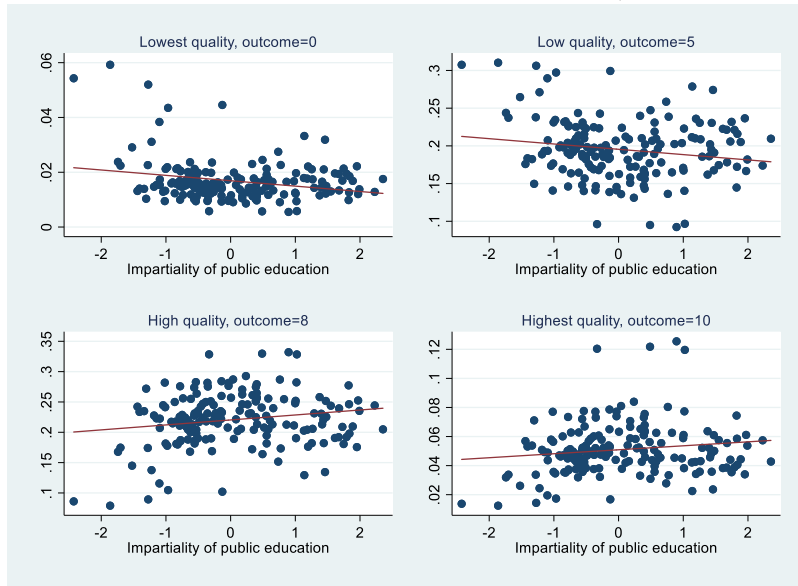 Lowest quality, outcome=0
.06
.04
.02
0
-2 -1 0 1 2
Impartiality of public education
Low quality, outcome=5
.3
.25
.2
.15
.1
-2 -1 0 1 2
Impartiality of public education
High quality, outcome=8
.35
.3
.25
.2
.15
.1
-2 -1 0 1 2
Impartiality of public education
Highest quality, outcome=10
.12
.1
.08
.06
.04
.02
-2 -1 0 1 2
Impartiality of public education